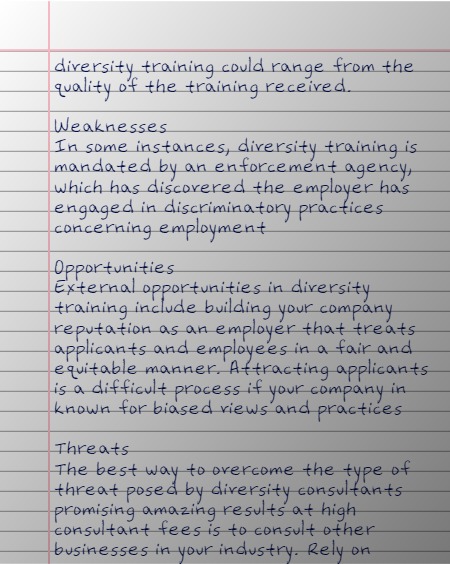 diversity training could range from the
quality of the training received.
Weaknesses
In some instances, diversity training is
mandated by an enforcement agency,
which has discovered the employer has
engaged in discriminatory practices
concerning employment
Opportunities
External opportunities in diversity
training include building your company
reputation as an employer that treats
applicants and employees in a fair and
equitable manner. Attracting applicants
is a difficult process if your company in
known for biased views and practices
Threats
The best way to overcome the type of
threat posed by diversity consultants
promising amazing results at high
consultant fees is to consult other
businesses in your industry. Rely on